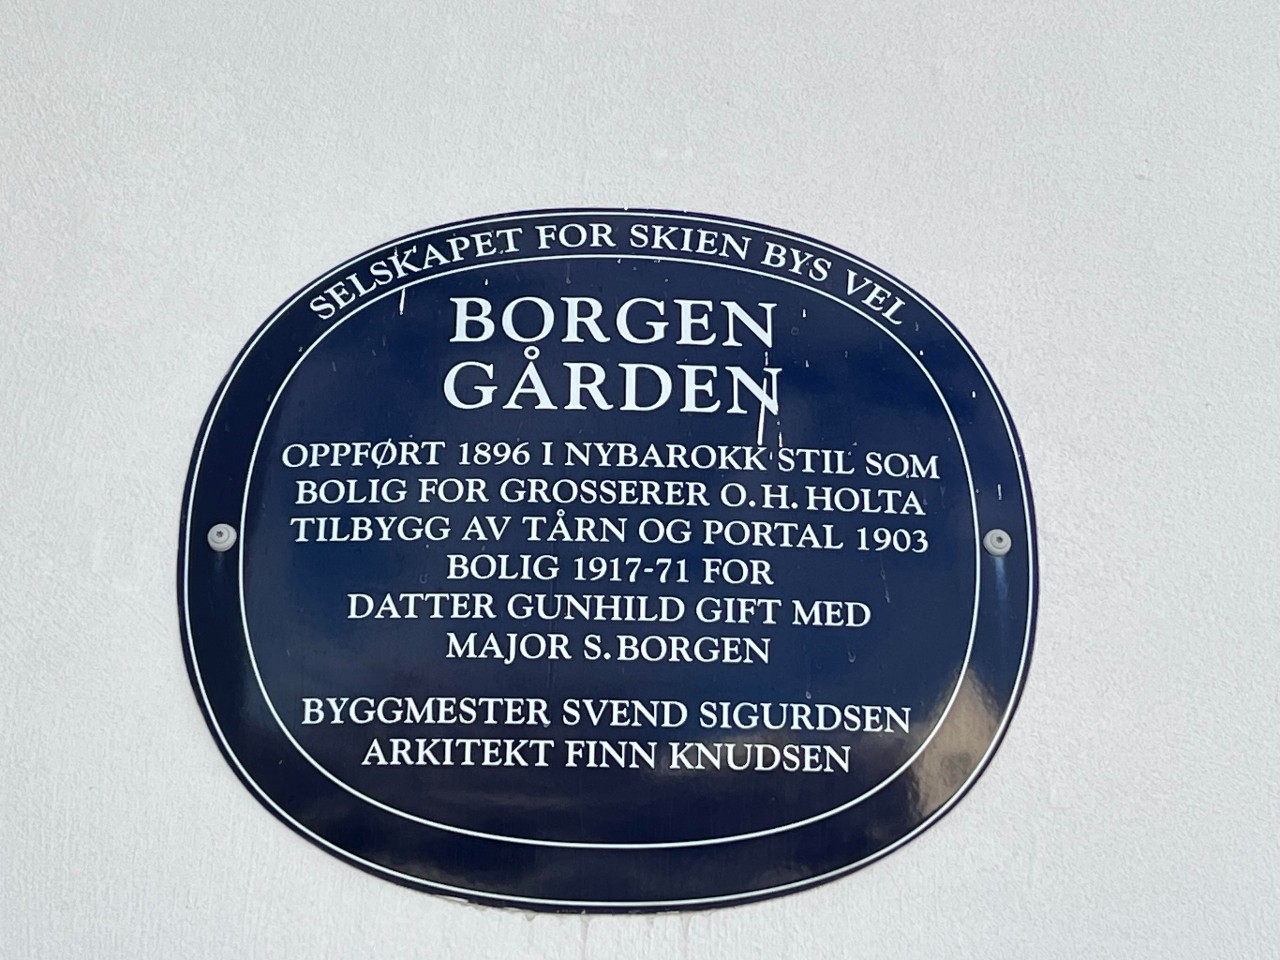 SELSKAPET FOR SKIEN BYS VEL
BORGEN
GÅRDEN
OPPFØRT 1896 I NYBAROKK STIL SOM
BOLIG FOR GROSSERER O.H. HOLTA
TILBYGG AV TÅRN OG PORTAL 1903
BOLIG 1917-71 FOR
DATTER GUNHILD GIFT MED
MAJOR S. BORGEN
BYGGMESTER SVEND SIGURDSEN
ARKITEKT FINN KNUDSEN